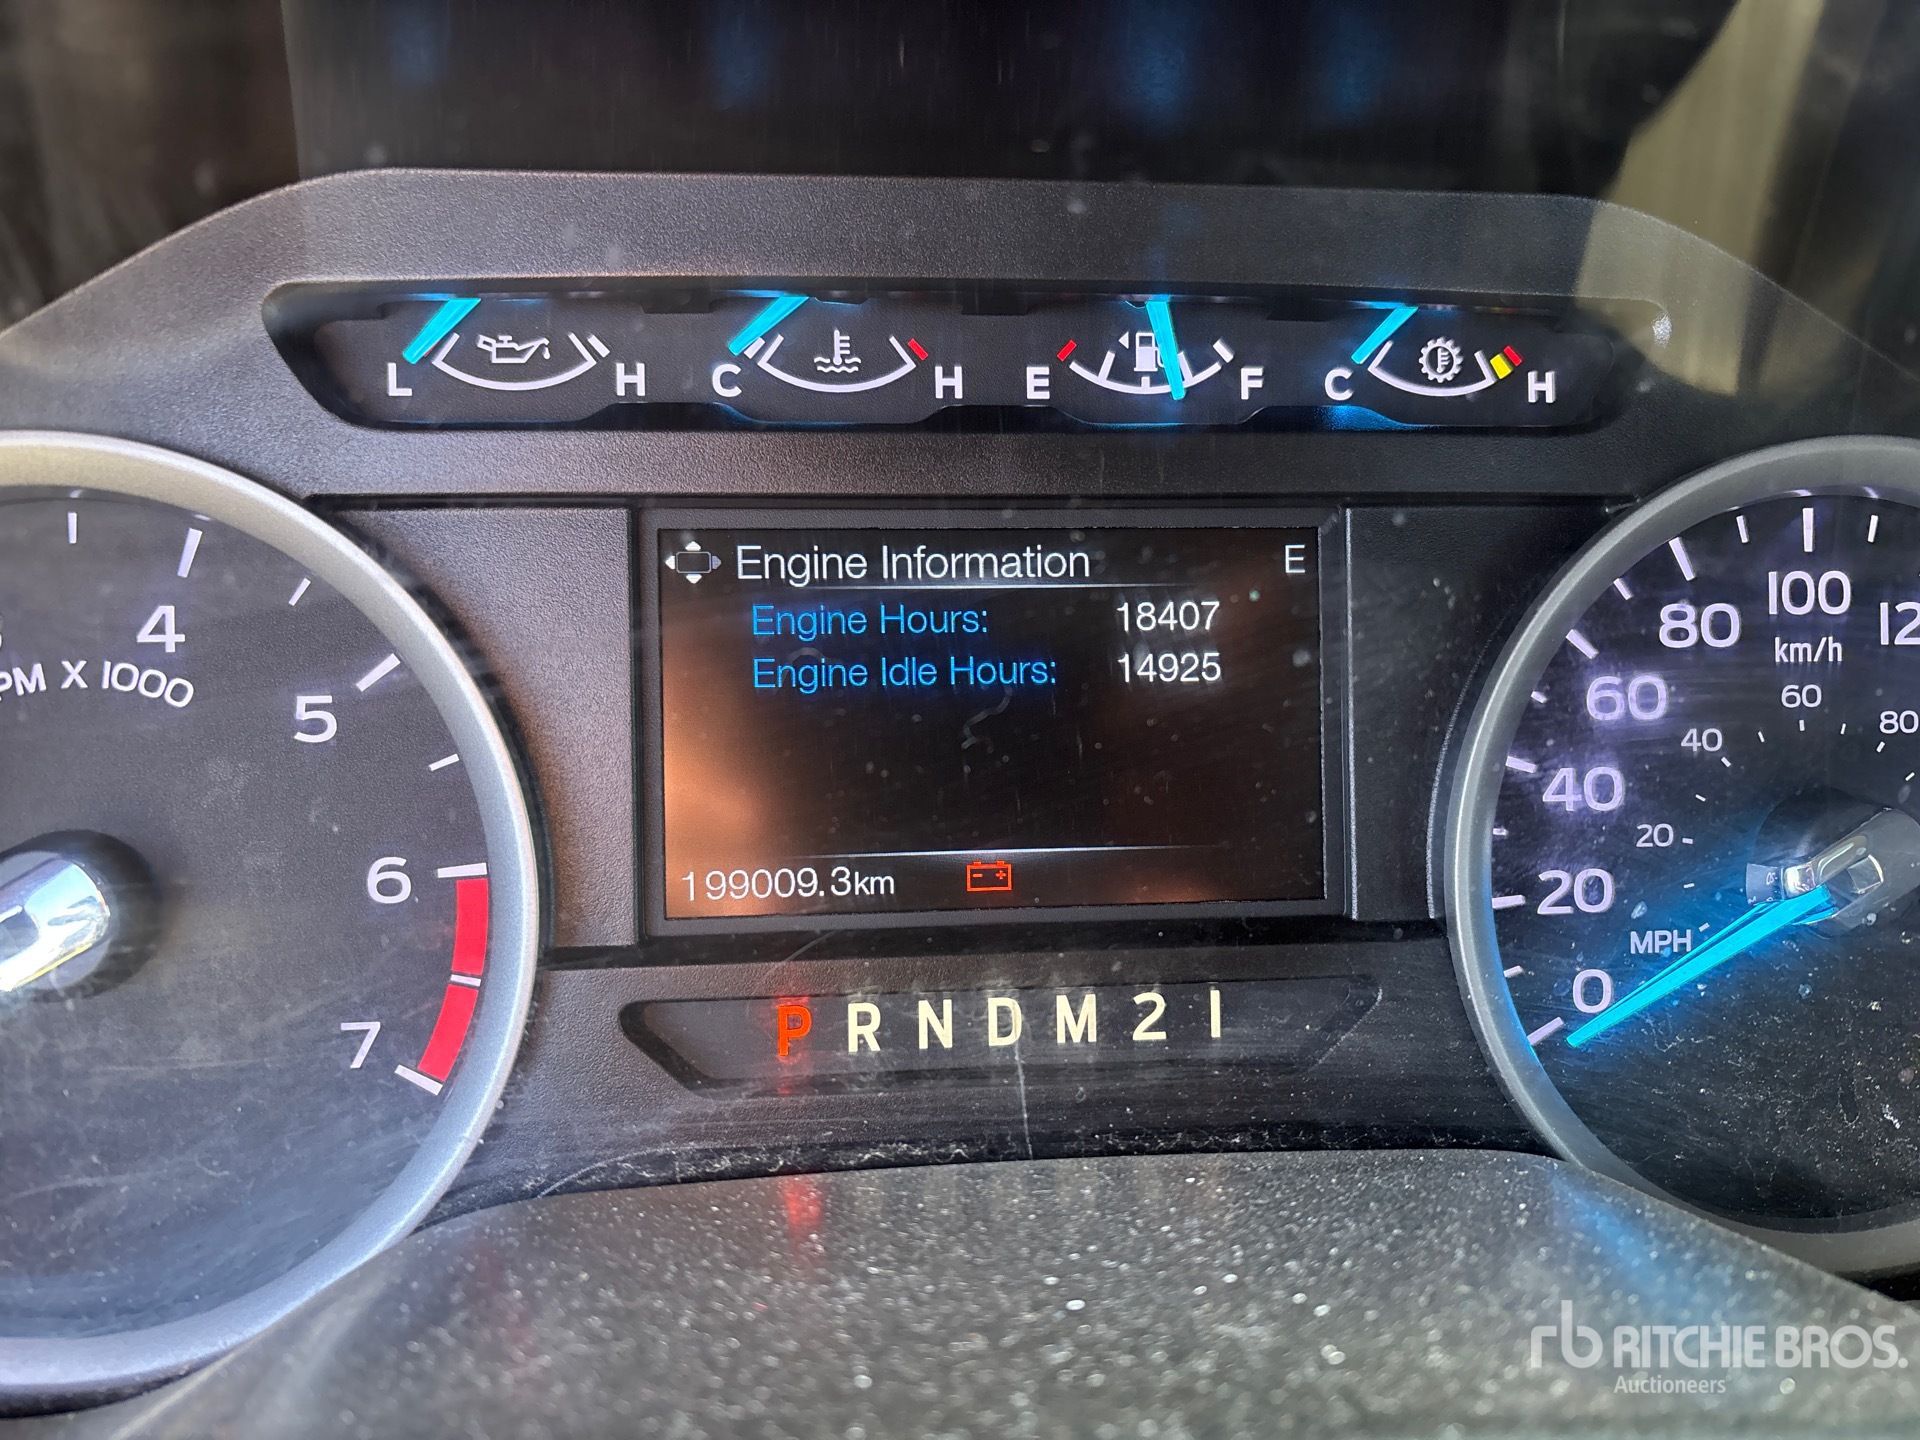 L H C H E F C H
Engine Information E
Engine Hours: 18407
Engine Idle Hours: 14925
199009.3km
P R N D M 2 1
4
5
6
7
X 1000
80 100
km/h
60
40
20
0
MPH
20 40 60 80
RITCHIE BROS.
Auctioneers